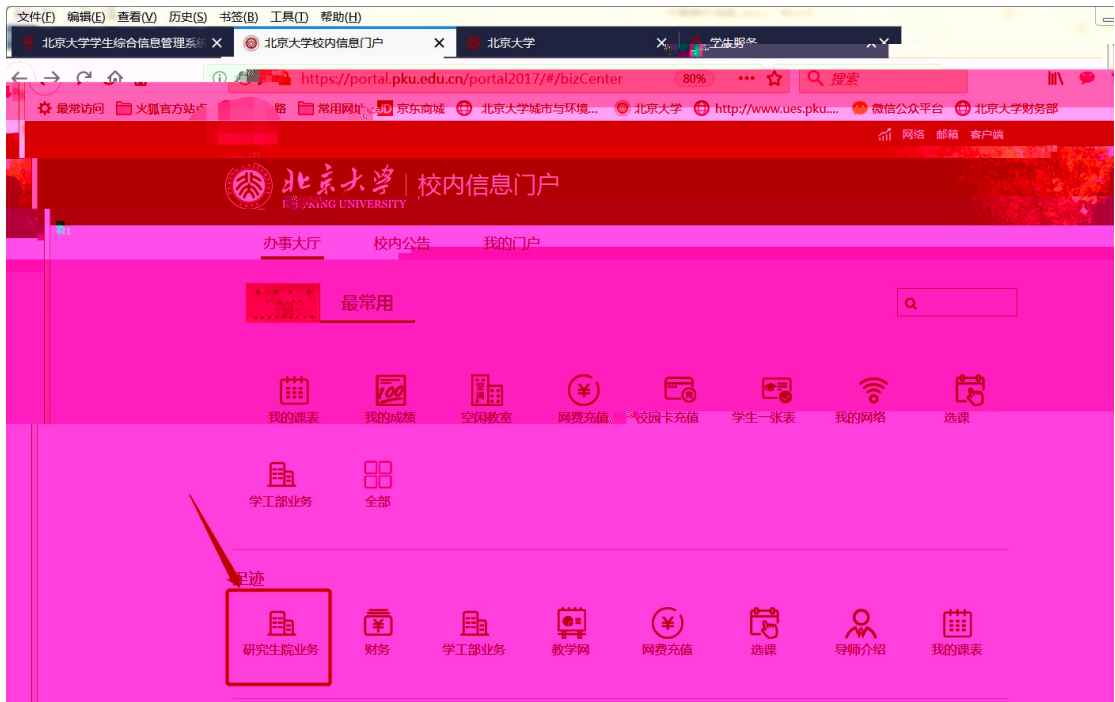 文件(F) 编辑(E) 查看(V) 历史(S) 书签(B) 工具(T) 帮助(H)
北京大学学生综合信息管理系统 北京大学校内信息门户 北京大学
https://portal.pku.edu.cn/portal2017/#/bizCenter 80% 搜索
最常访问 火狐官方站点 常用网址 JD 京东商城 北京大学城市与环境... 北京大学 http://www.ues.pku.... 微信公众平台 北京大学财务部
网络 邮箱 客户端
北京大学 校内信息门户
PEKING UNIVERSITY
办事大厅 校内公告 我的门户
最常用
100
我的课表 我的成绩 空闲教室 网费充值 校园卡充值 学生一张表 我的网络 选课
学工部业务 全部
足迹
研究生院业务 财务 学工部业务 教学网 网费充值 选课 导师介绍 我的课表